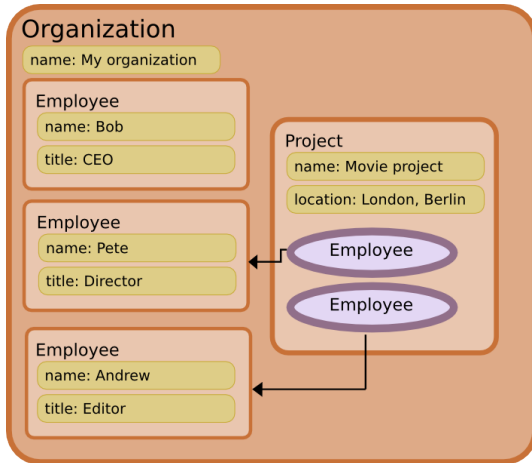 Organization
name: My organization
Employee
name: Bob
title: CEO
Employee
name: Pete
title: Director
Employee
name: Andrew
title: Editor
Project
name: Movie project
location: London, Berlin
Employee
Employee